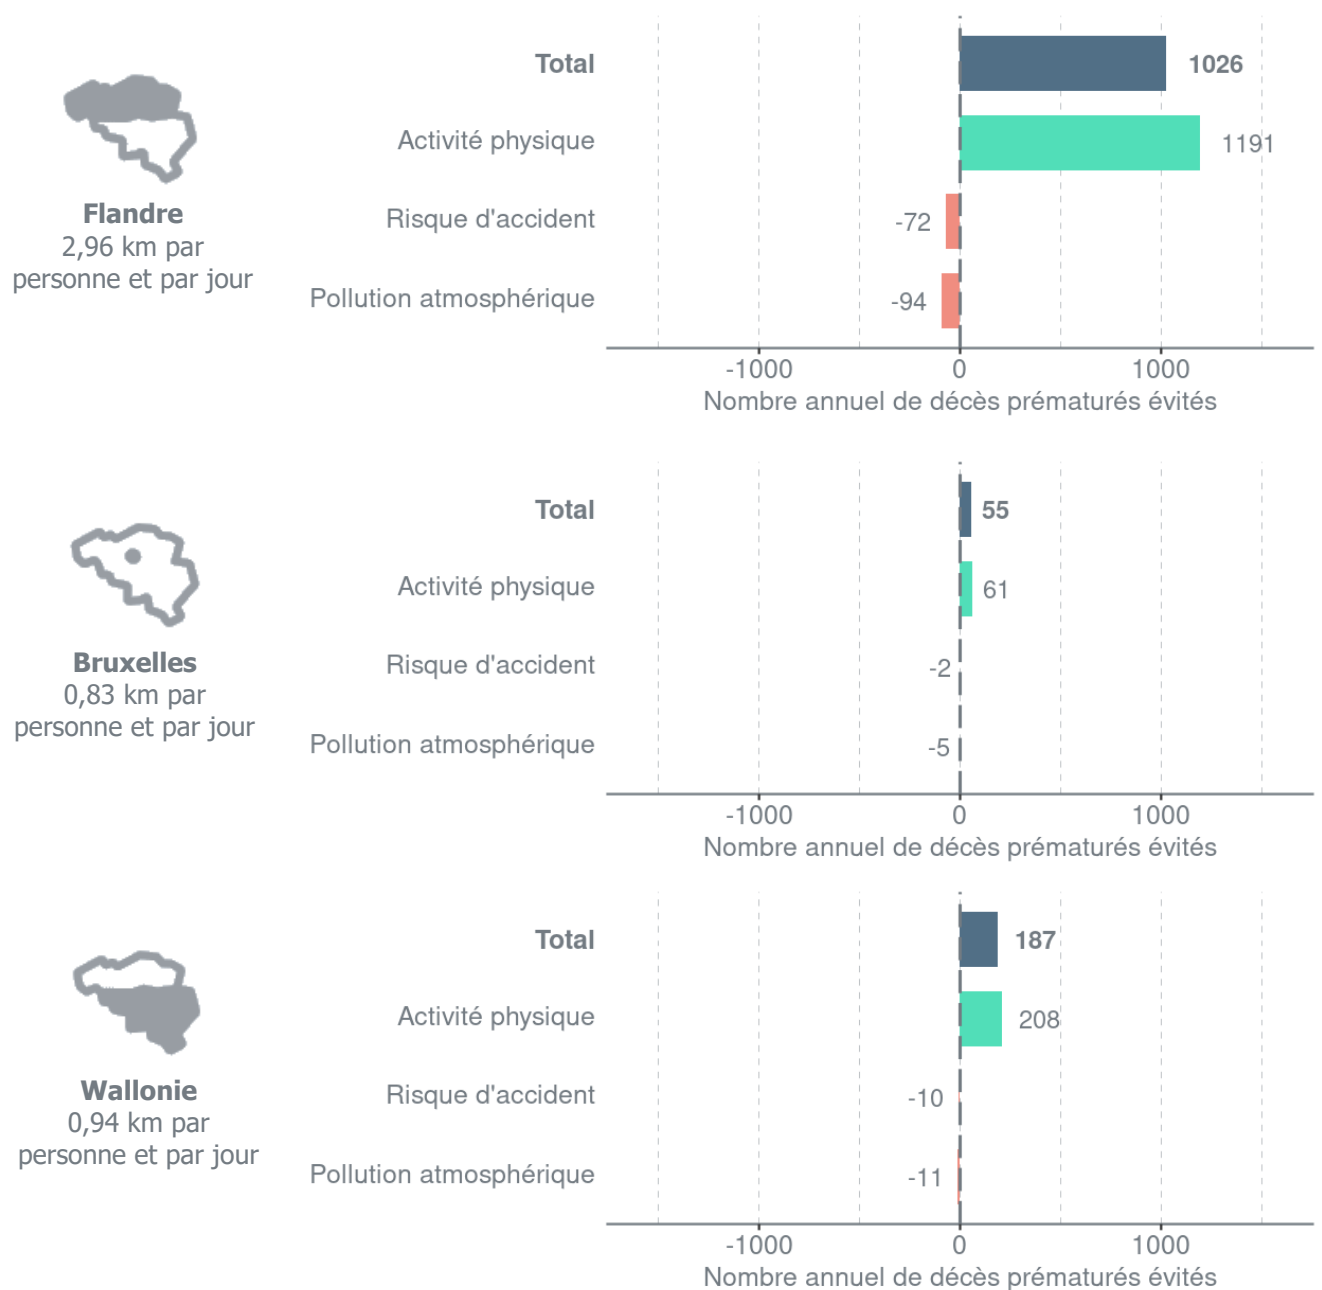 Total
1026
Activité physique
1191
Risque d'accident
-72
Pollution atmosphérique
-94
Flandre
2,96 km par
personne et par jour
-1000 0 1000
Nombre annuel de décès prématurés évités
Total
55
Activité physique
61
Risque d'accident
-2
Pollution atmosphérique
-5
Bruxelles
0,83 km par
personne et par jour
-1000 0 1000
Nombre annuel de décès prématurés évités
Total
187
Activité physique
208
Risque d'accident
-10
Pollution atmosphérique
-11
Wallonie
0,94 km par
personne et par jour
-1000 0 1000
Nombre annuel de décès prématurés évités